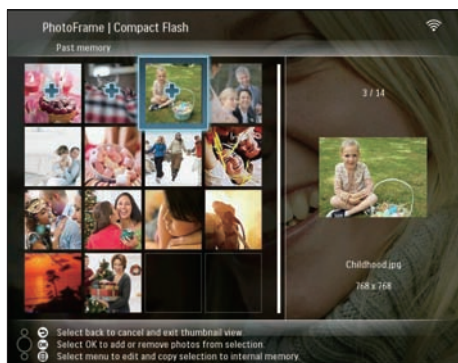 PhotoFrame | Compact Flash
Past memory
3 / 14
Childhood.jpg
768 x 768
Select back to cancel and exit thumbnail view.
OK Select OK to add or remove photos from selection.
Select menu to edit and copy selection to internal memory.